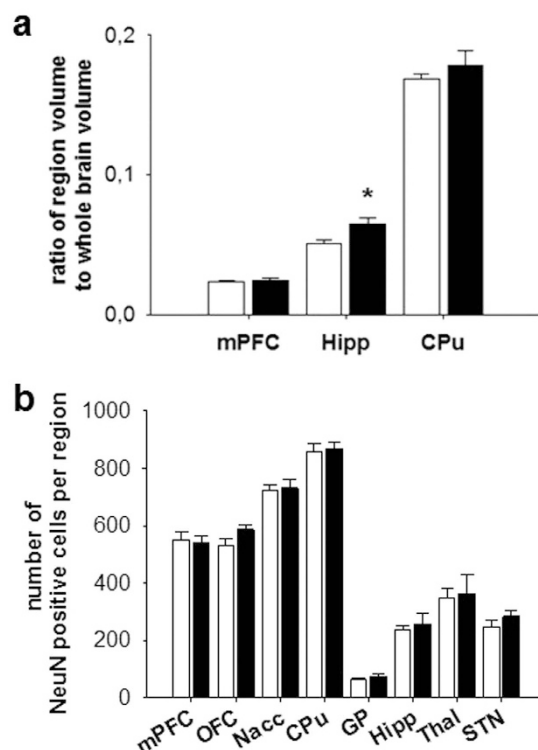 a
ratio of region volume
to whole brain volume
0,2
0,1
0,0
*
mPFC Hipp CPu
b
number of
NeuN positive cells per region
1000
800
600
400
200
0
mPFC OFC Nacc CPu GP Hipp Thal STN